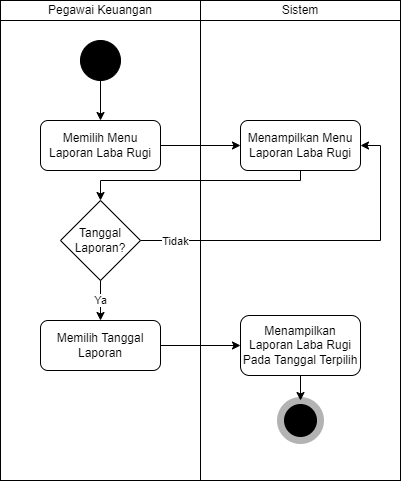 Pegawai Keuangan
Sistem
Memilih Menu
Laporan Laba Rugi
Menampilkan Menu
Laporan Laba Rugi
Tanggal
Laporan?
Tidak
Ya
Memilih Tanggal
Laporan
Menampilkan
Laporan Laba Rugi
Pada Tanggal Terpilih